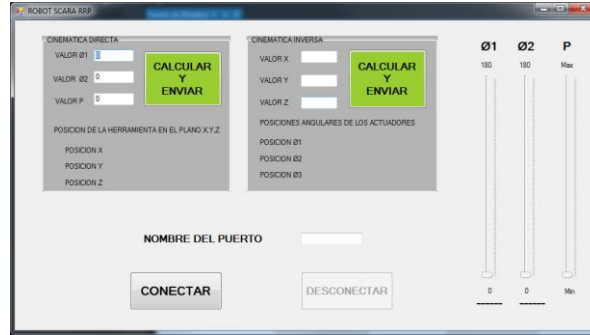 ROBOT SCARA RRP
CINEMATICA DIRECTA
VALOR Ø1 0
VALOR Ø2 0
VALOR P 0
CALCULAR
Y
ENVIAR
POSICION DE LA HERRAMIENTA EN EL PLANO X,Y,Z
POSICION X
POSICION Y
POSICION Z
CINEMATICA INVERSA
VALOR X
VALOR Y
VALOR Z
CALCULAR
Y
ENVIAR
POSICIONES ANGULARES DE LOS ACTUADORES
POSICION Ø1
POSICION Ø2
POSICION Ø3
Ø1 Ø2 P
180 180 Max
0 0 Min
------ ------
NOMBRE DEL PUERTO
CONECTAR DESCONECTAR